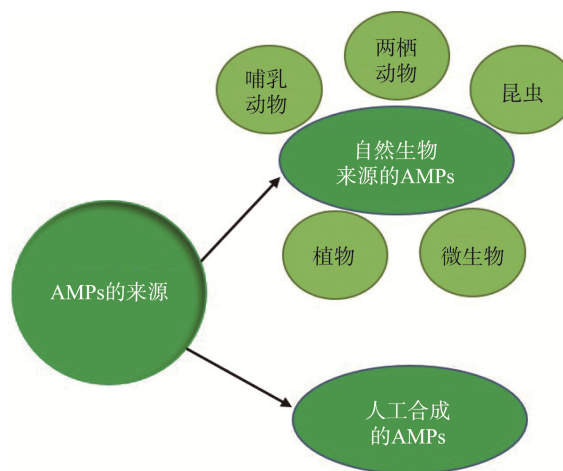 两栖
动物
哺乳
动物
昆虫
自然生物
来源的AMPs
植物
微生物
AMPs的来源
人工合成
的AMPs